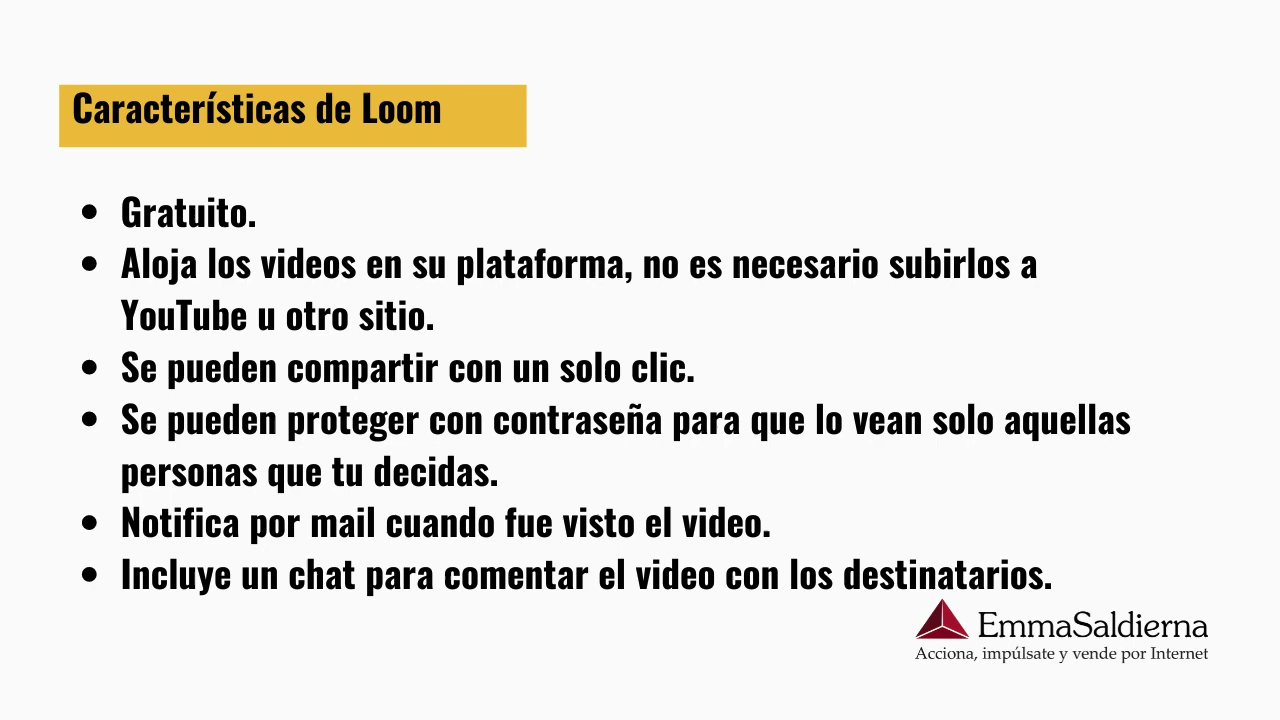 Características de Loom
Gratuito.
Aloja los videos en su plataforma, no es necesario subirlos a
YouTube u otro sitio.
Se pueden compartir con un solo clic.
Se pueden proteger con contraseña para que lo vean solo aquellas
personas que tu decidas.
Notifica por mail cuando fue visto el video.
Incluye un chat para comentar el video con los destinatarios.
EmmaSaldierna
Acciona, impúlsate y vende por Internet